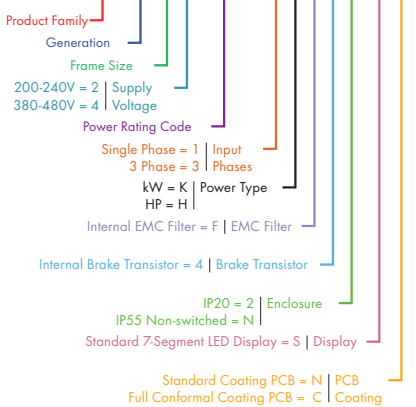 Product Family
Generation
Frame Size
200-240V = 2 | Supply
380-480V = 4 | Voltage
Power Rating Code
Single Phase = 1 | Input
3 Phase = 3 | Phases
kW = K | Power Type
HP = H |
Internal EMC Filter = F | EMC Filter
Internal Brake Transistor = 4 | Brake Transistor
IP20 = 2 | Enclosure
IP55 Non-switched = N |
Standard 7-Segment LED Display = S | Display
Standard Coating PCB = N | PCB
Full Conformal Coating PCB = C | Coating